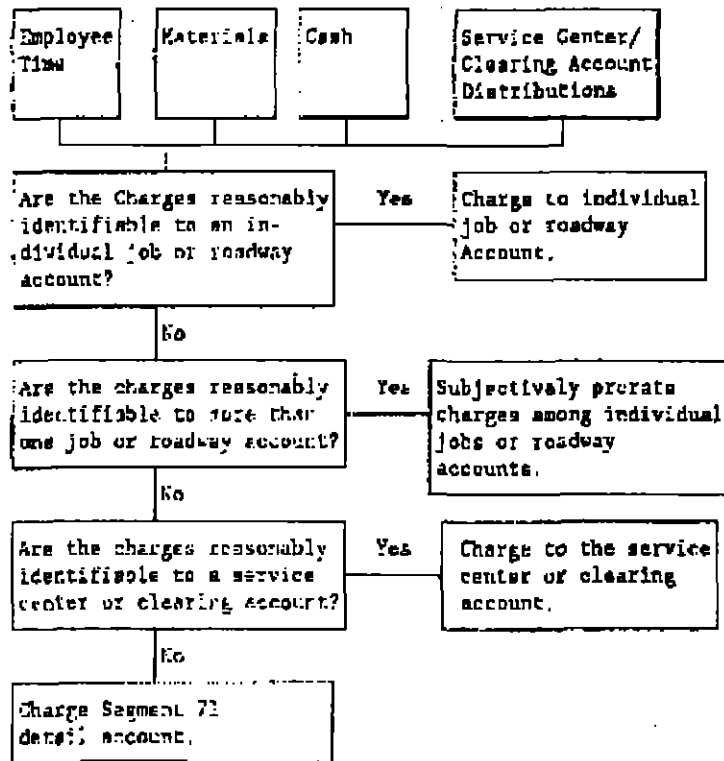 Employee
Time
Materials
Cash
Service Center/
Clearing Account
Distributions
Are the Charges reasonably
identifiable to an in-
dividual job or roadway
account?
Yes
Charge to individual
job or roadway
Account.
No
Are the charges reasonably
identifiable to more than
one job or roadway account?
Yes
Subjectively prorate
charges among individual
jobs or roadway
accounts.
No
Are the charges reasonably
identifiable to a service
center or clearing account?
Yes
Charge to the service
center or clearing
account.
No
Charge Segment
detail account.